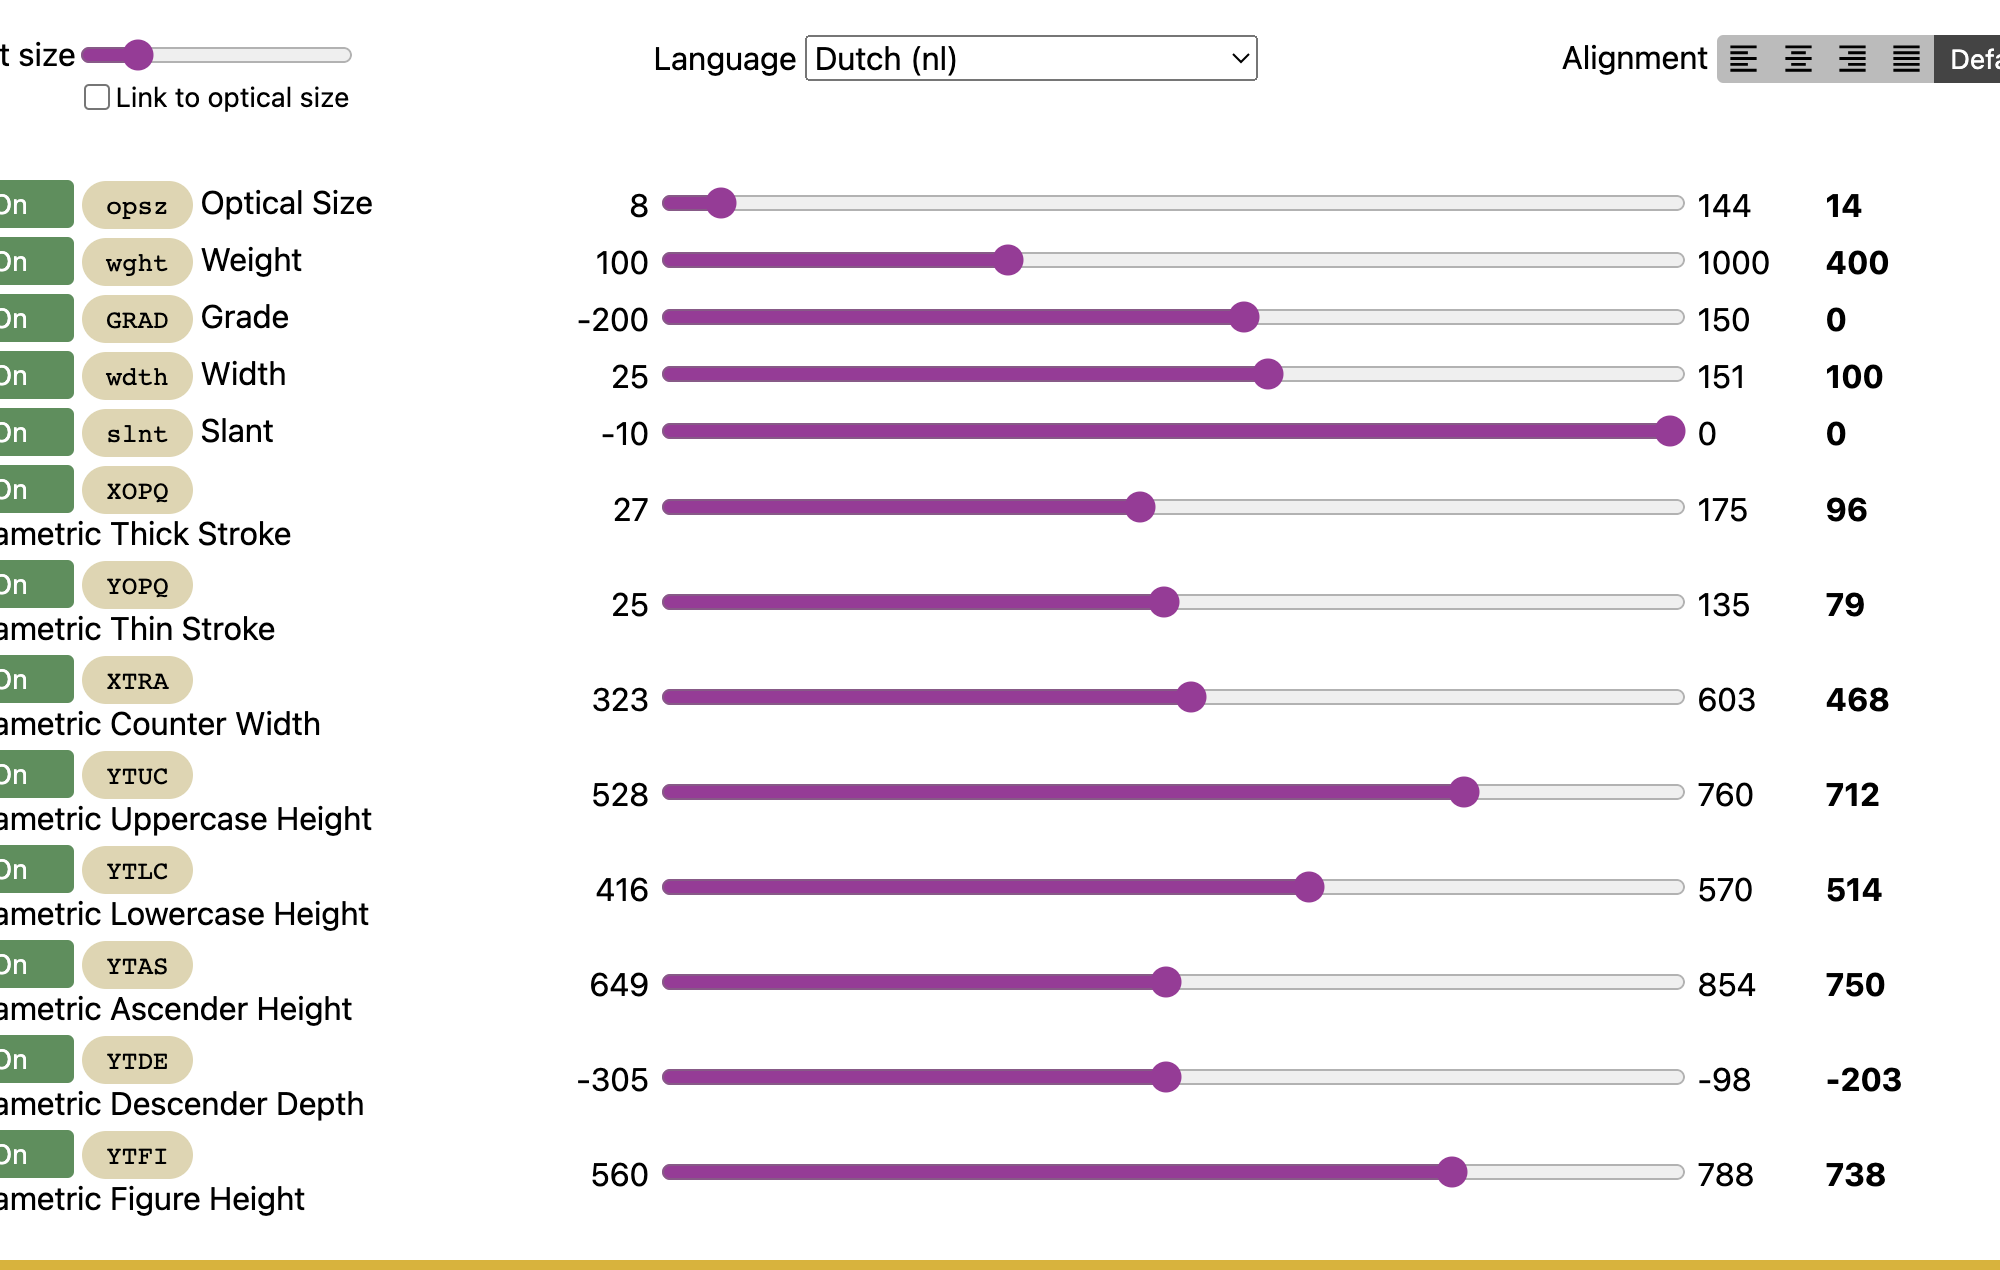 t size
Link to optical size
Language Dutch (nl)
Alignment Defa
On opsz Optical Size 8 144 14
On wght Weight 100 1000 400
On GRAD Grade -200 150 0
On wdth Width 25 151 100
On slnt Slant -10 0 0
On XOPQ 27 175 96
ametric Thick Stroke
On YOPQ 25 135 79
ametric Thin Stroke
On XTRA 323 603 468
ametric Counter Width
On YTUC 528 760 712
ametric Uppercase Height
On YTLC 416 570 514
ametric Lowercase Height
On YTAS 649 854 750
ametric Ascender Height
On YTDE -305 -98 -203
ametric Descender Depth
On YTFI 560 788 738
ametric Figure Height